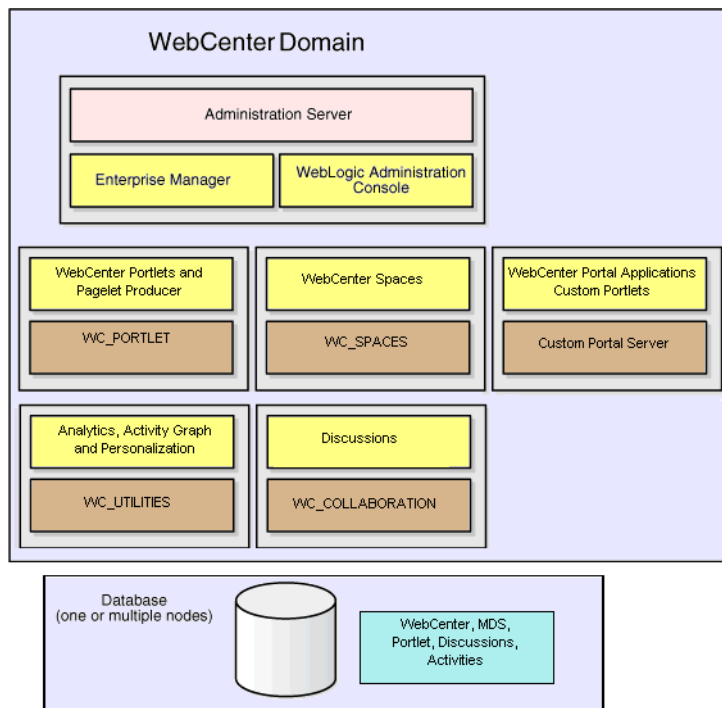 WebCenter Domain
Administration Server
Enterprise Manager
WebLogic Administration
Console
WebCenter Portlets and
Pagelet Producer
WC_PORTLET
WebCenter Spaces
WC_SPACES
WebCenter Portal Applications
Custom Portlets
Custom Portal Server
Analytics, Activity Graph
and Personalization
WC_UTILITIES
Discussions
WC_COLLABORATION
Database
(one or multiple nodes)
WebCenter, MDS,
Portlet, Discussions,
Activities